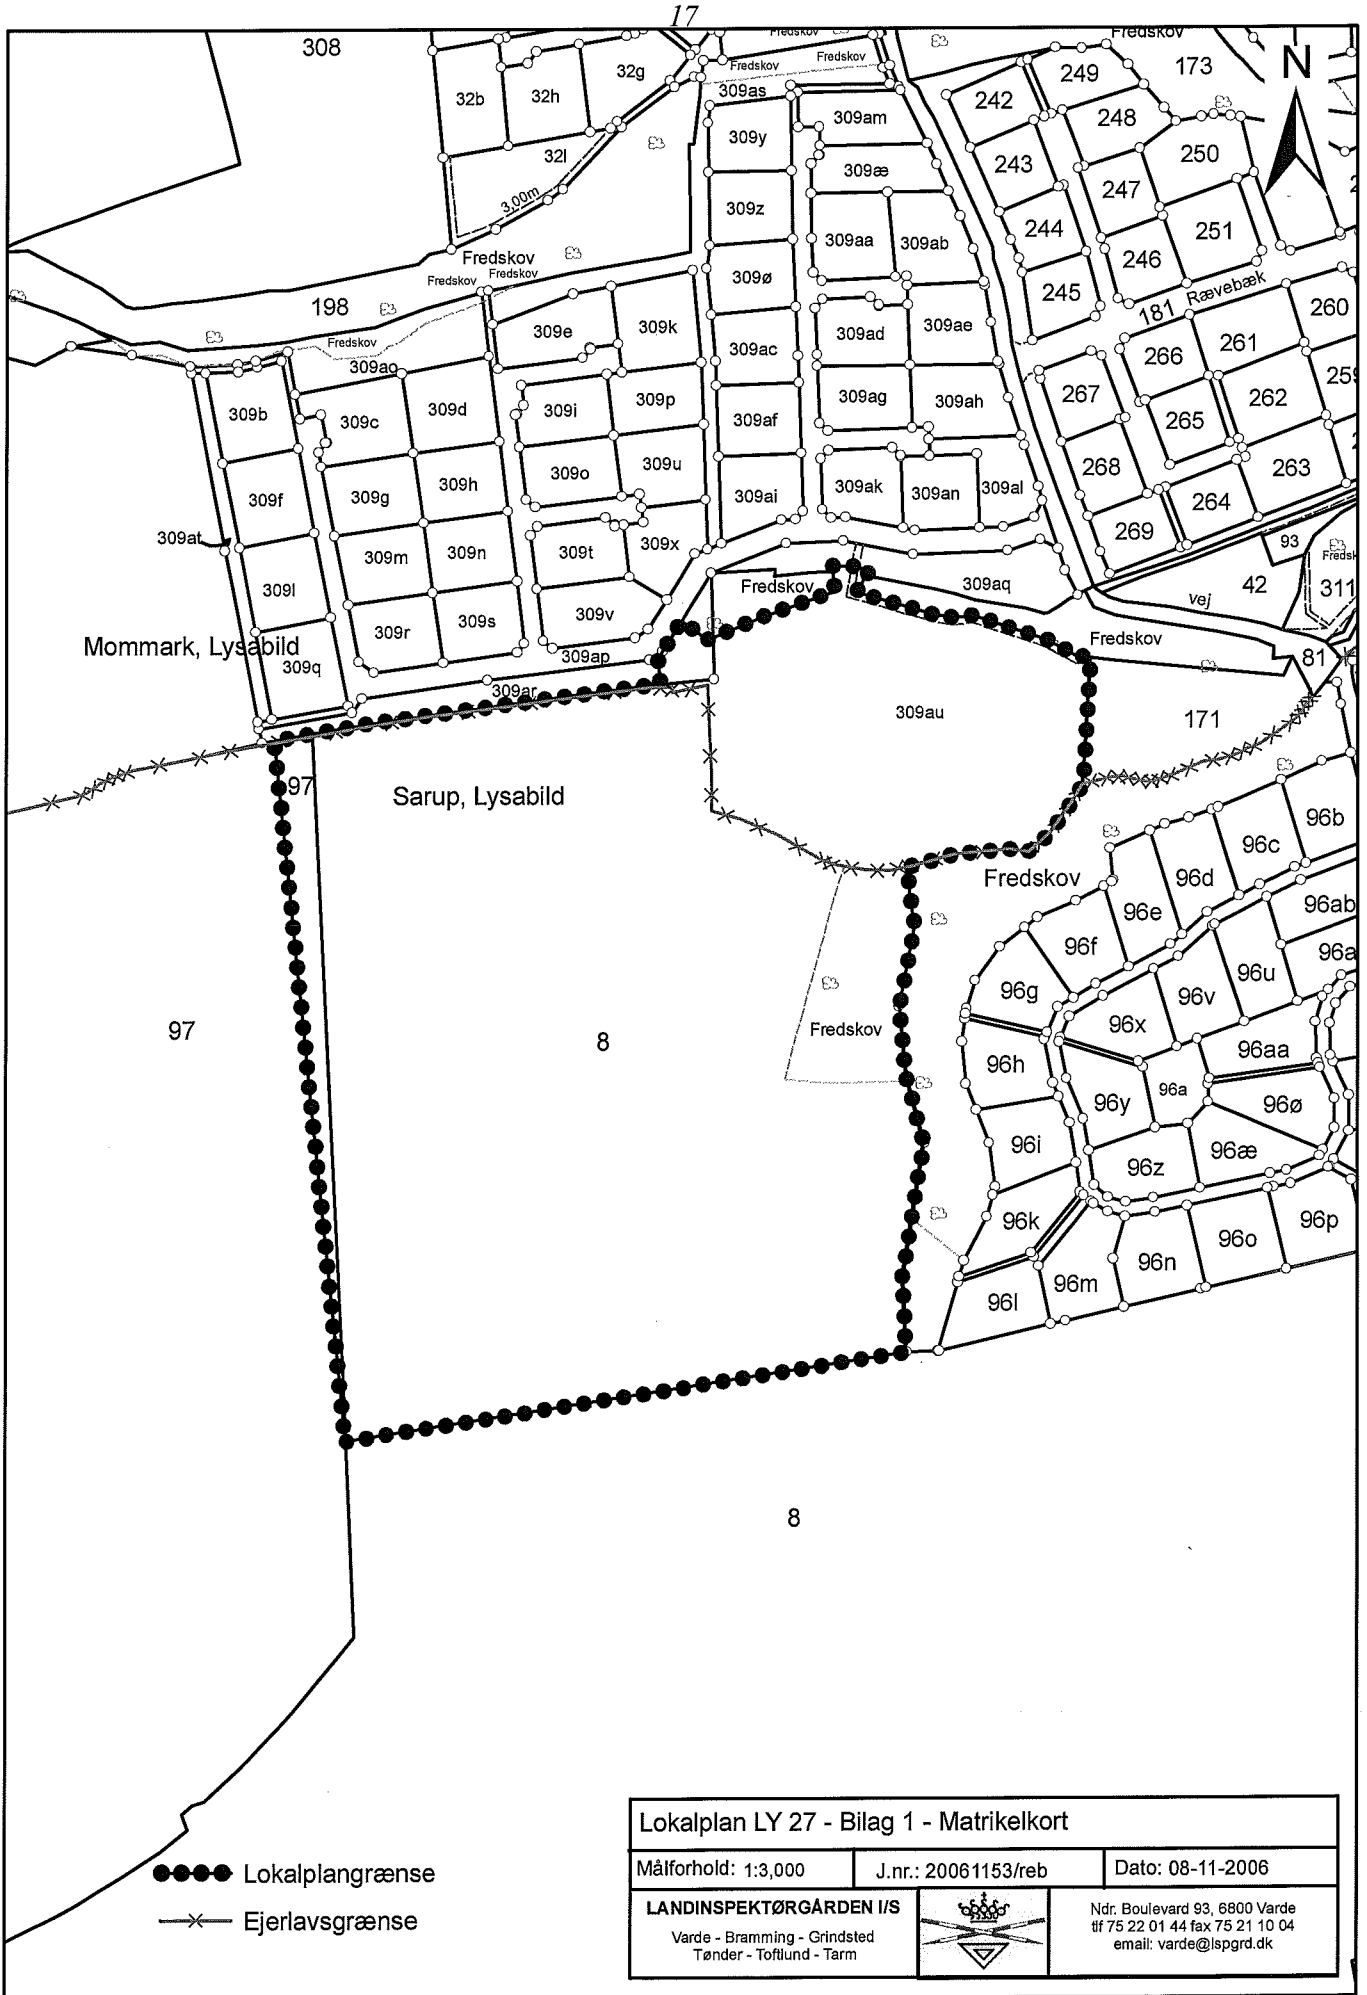 17
308
32b
32h
32g
32l
3,00m
Fredskov
Fredskov
Fredskov
Fredskov
Fredskov
173
N
309as
309y
309z
309ø
309ac
309af
309ai
309am
309æ
309aa
309ab
309ad
309ae
309ag
309ah
309ak
309an
309al
242
249
243
248
250
244
247
251
245
246
181
Rævebæk
260
266
261
267
265
262
259
268
264
263
269
93
Fredsk
42
311
vej
Fredskov
Fredskov
Fredskov
198
Fredskov
309ao
309e
309k
309b
309c
309d
309i
309p
309f
309g
309h
309o
309u
309at
309m
309n
309t
309x
309l
309r
309s
309v
309q
309ap
309ar
Mommark, Lysabild
Fredskov
309aq
Fredskov
81
309au
171
97
Sarup, Lysabild
Fredskov
96b
96c
96d
96e
96ab
96f
96a
96u
96v
96g
96x
96aa
97
8
Fredskov
96h
96y
96a
96ø
96i
96z
96æ
96k
96p
96o
96n
96m
96l
8
Lokalplangrænse
Ejerlavsgrænse
Lokalplan LY 27 - Bilag 1 - Matrikelkort
Målforhold: 1:3,000
J.nr.: 20061153/reb
Dato: 08-11-2006
LANDINSPEKTØRGÅRDEN I/S
Varde - Bramming - Grindsted
Tønder - Toftlund - Tarm
Ndr. Boulevard 93, 6800 Varde
tlf 75 22 01 44 fax 75 21 10 04
email: varde@lspgrd.dk